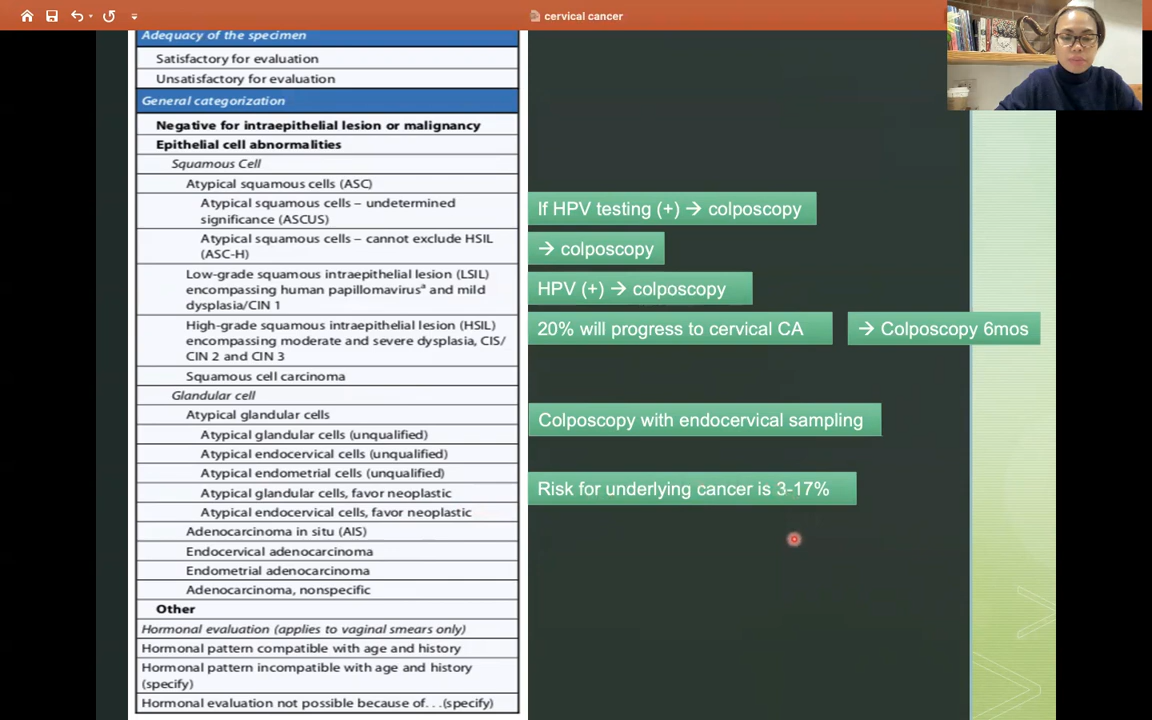 cervical cancer
Adequacy of the specimen
Satisfactory for evaluation
Unsatisfactory for evaluation
General categorization
Negative for intraepithelial lesion or malignancy
Epithelial cell abnormalities
Squamous Cell
Atypical squamous cells (ASC)
Atypical squamous cells – undetermined
significance (ASCUS)
If HPV testing (+) → colposcopy
Atypical squamous cells – cannot exclude HSIL
(ASC-H)
→ colposcopy
Low-grade squamous intraepithelial lesion (LSIL)
encompassing human papillomavirusª and mild
dysplasia/CIN 1
HPV (+) → colposcopy
High-grade squamous intraepithelial lesion (HSIL)
encompassing moderate and severe dysplasia, CIS/
CIN 2 and CIN 3
20% will progress to cervical CA
→ Colposcopy 6mos
Squamous cell carcinoma
Glandular cell
Atypical glandular cells
Colposcopy with endocervical sampling
Atypical glandular cells (unqualified)
Atypical endocervical cells (unqualified)
Atypical endometrial cells (unqualified)
Atypical glandular cells, favor neoplastic
Risk for underlying cancer is 3-17%
Atypical endocervical cells, favor neoplastic
Adenocarcinoma in situ (AIS)
Endocervical adenocarcinoma
Endometrial adenocarcinoma
Adenocarcinoma, nonspecific
Other
Hormonal evaluation (applies to vaginal smears only)
Hormonal pattern compatible with age and history
Hormonal pattern incompatible with age and history
(specify)
Hormonal evaluation not possible because of. . .(specify)